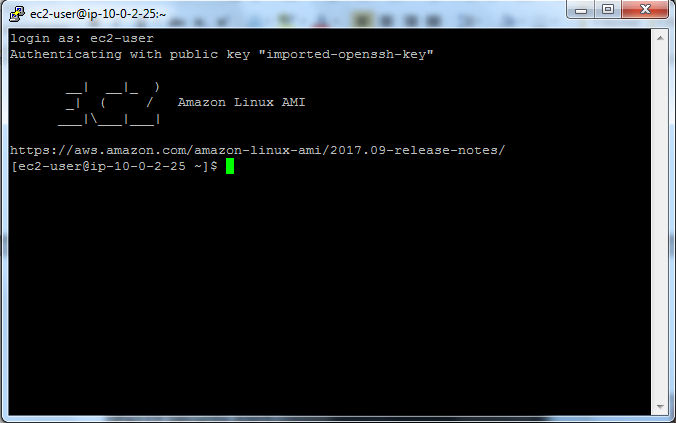 ec2-user@ip-10-0-2-25:~
login as: ec2-user
Authenticating with public key "imported-openssh-key"
       __|  __|_  )
       _|  (     /   Amazon Linux AMI
      ___|\___|___|
https://aws.amazon.com/amazon-linux-ami/2017.09-release-notes/
[ec2-user@ip-10-0-2-25 ~]$